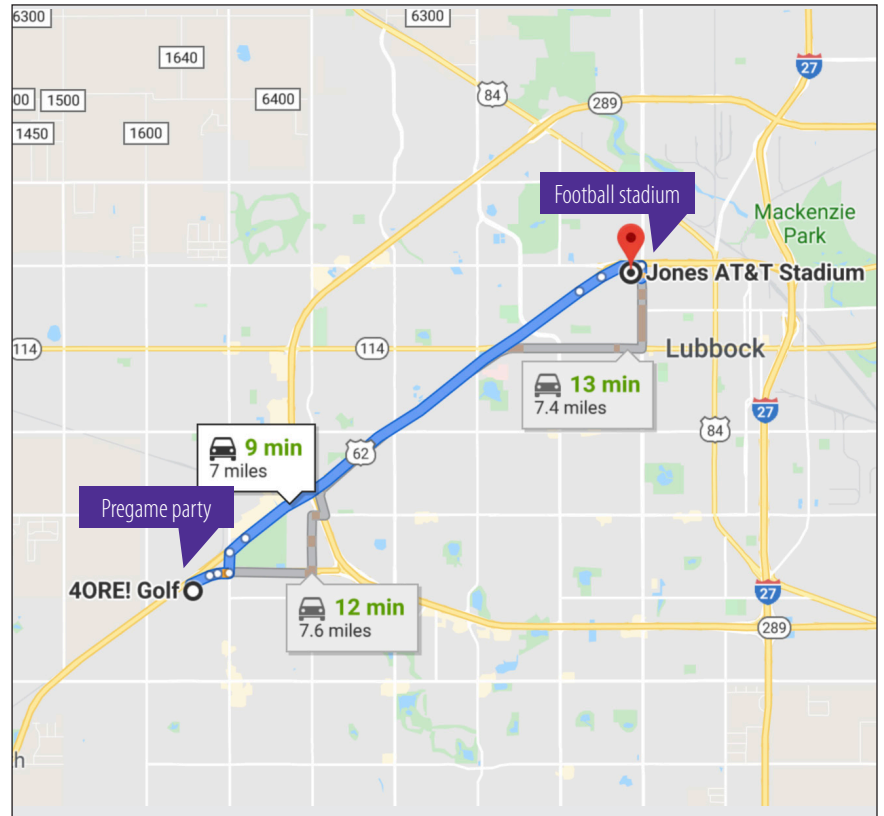 6300
6300
1640
27
84
00
1500
6400
289
1450
1600
Football stadium
Mackenzie
Park
Jones AT&T Stadium
114
114
Lubbock
13 min
7.4 miles
27
84
9 min
7 miles
62
Pregame party
4ORE! Golf
12 min
7.6 miles
27
289
h